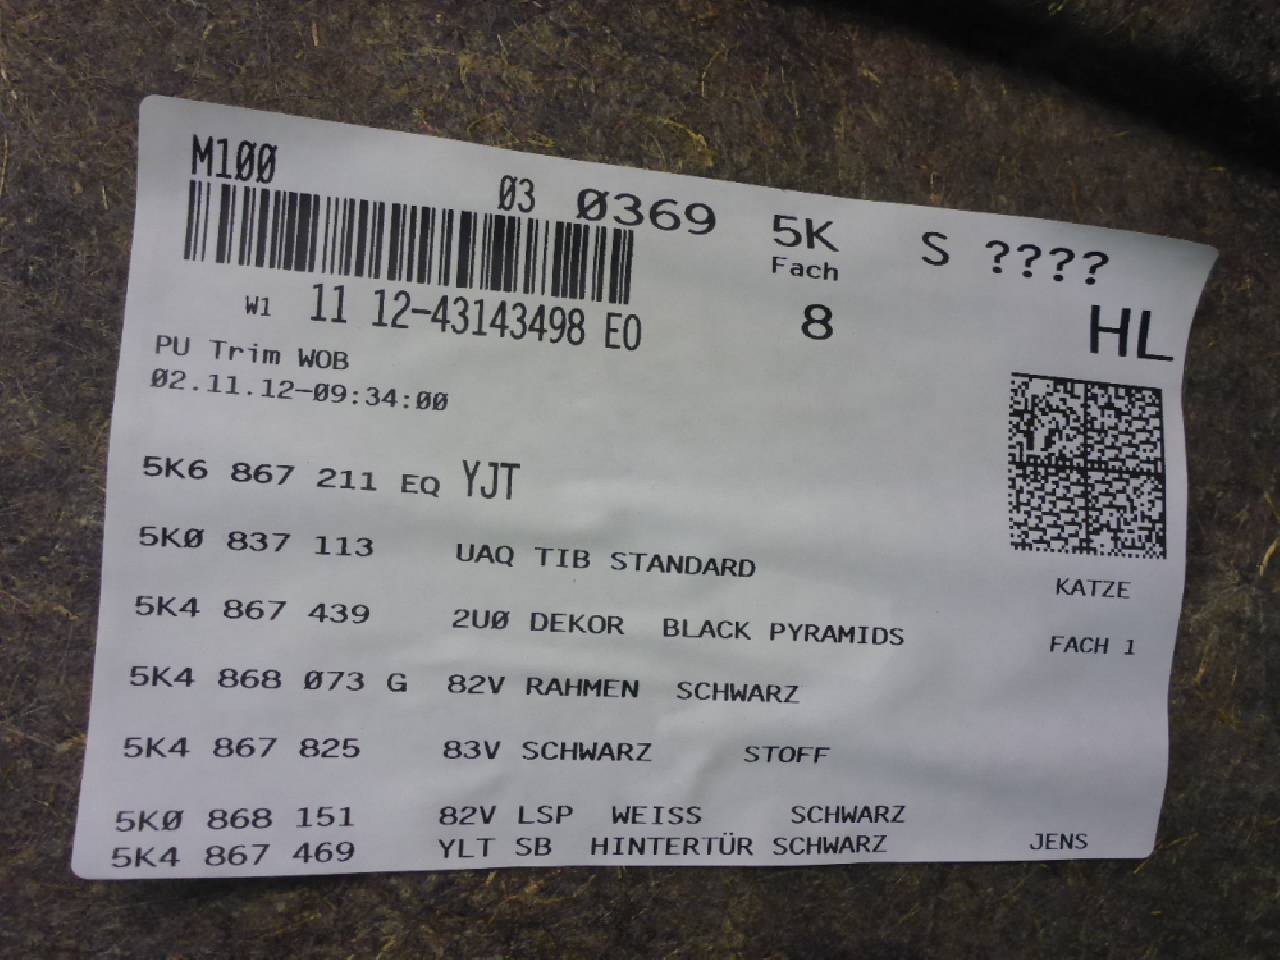 M100
03 0369 5K S ????
Fach
W1 11 12-43143498 EO 8 HL
PU Trim WOB
02.11.12-09:34:00
5K6 867 211 EQ YJT
5K0 837 113 UAQ TIB STANDARD
KATZE
5K4 867 439 2U0 DEKOR BLACK PYRAMIDS
FACH 1
5K4 868 073 G 82V RAHMEN SCHWARZ
5K4 867 825 83V SCHWARZ STOFF
5K0 868 151 82V LSP WEISS SCHWARZ
5K4 867 469 YLT SB HINTERTÜR SCHWARZ JENS